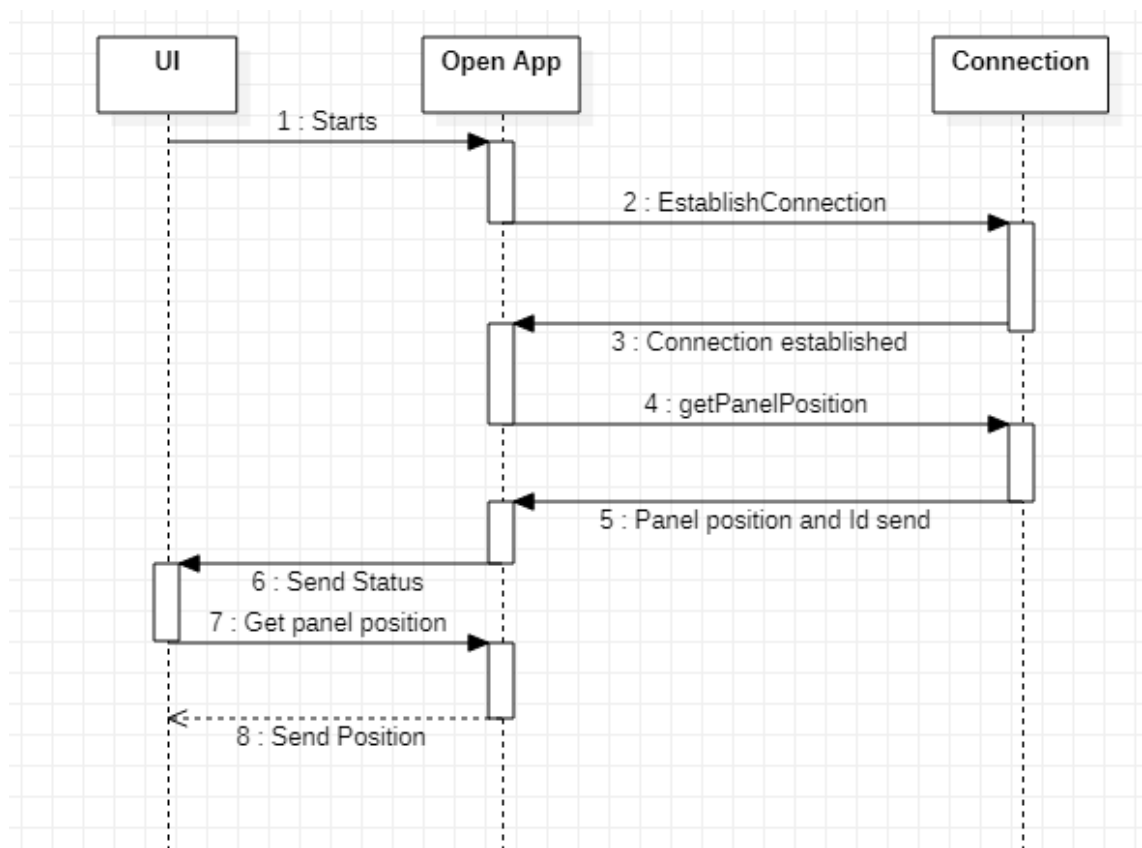 UI
Open App
Connection
1 : Starts
2 : EstablishConnection
3 : Connection established
4 : getPanelPosition
5 : Panel position and Id send
6 : Send Status
7 : Get panel position
8 : Send Position